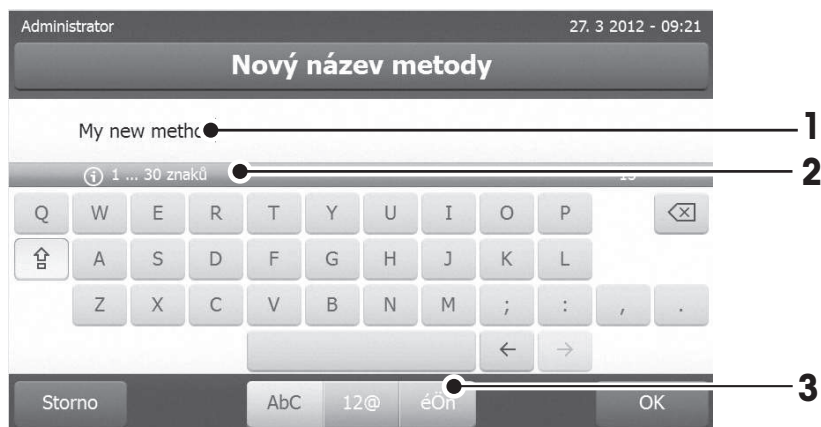 Administrator 27. 3 2012 - 09:21
Nový název metody
My new metho
1
1 ... 30 znaků
2
Q W E R T Y U I O P
A S D F G H J K L
Z X C V B N M ; : , .
← →
Storno AbC 12@ éÖñ OK
3